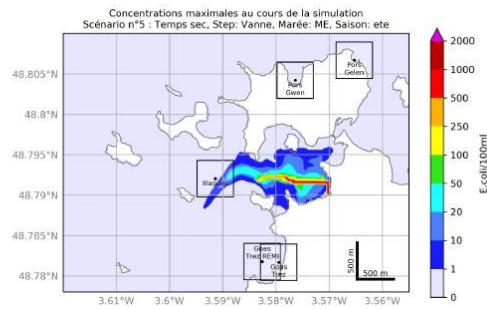 Concentrations maximales au cours de la simulation
Scénario n°5 : Temps sec, Step: Vanne, Marée: ME, Saison: ete
48.805°N
48.8°N
48.795°N
48.79°N
48.785°N
48.78°N
3.61°W
3.6°W
3.59°W
3.58°W
3.57°W
3.56°W
Pors
Gelen
Pors
Gwen
Goas
Trez REMI
Goas
Trez
500 m
500 m
2000
1000
500
250
100
50
20
10
1
0
E.coli/100ml